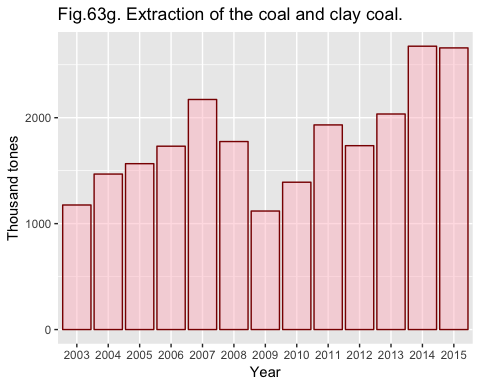 Fig.63g. Extraction of the coal and clay coal.
Thousand tones
2000
1000
0
2003 2004 2005 2006 2007 2008 2009 2010 2011 2012 2013 2014 2015
Year